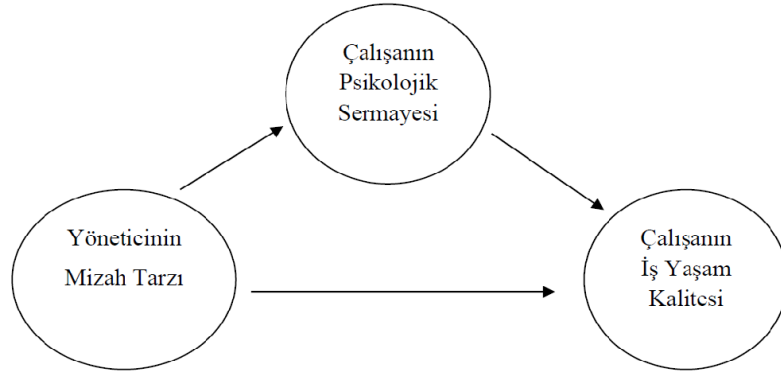 Çalışanın
Psikolojik
Sermayesi
Yöneticinin
Mizah Tarzı
Çalışanın
İş Yaşam
Kalitesi